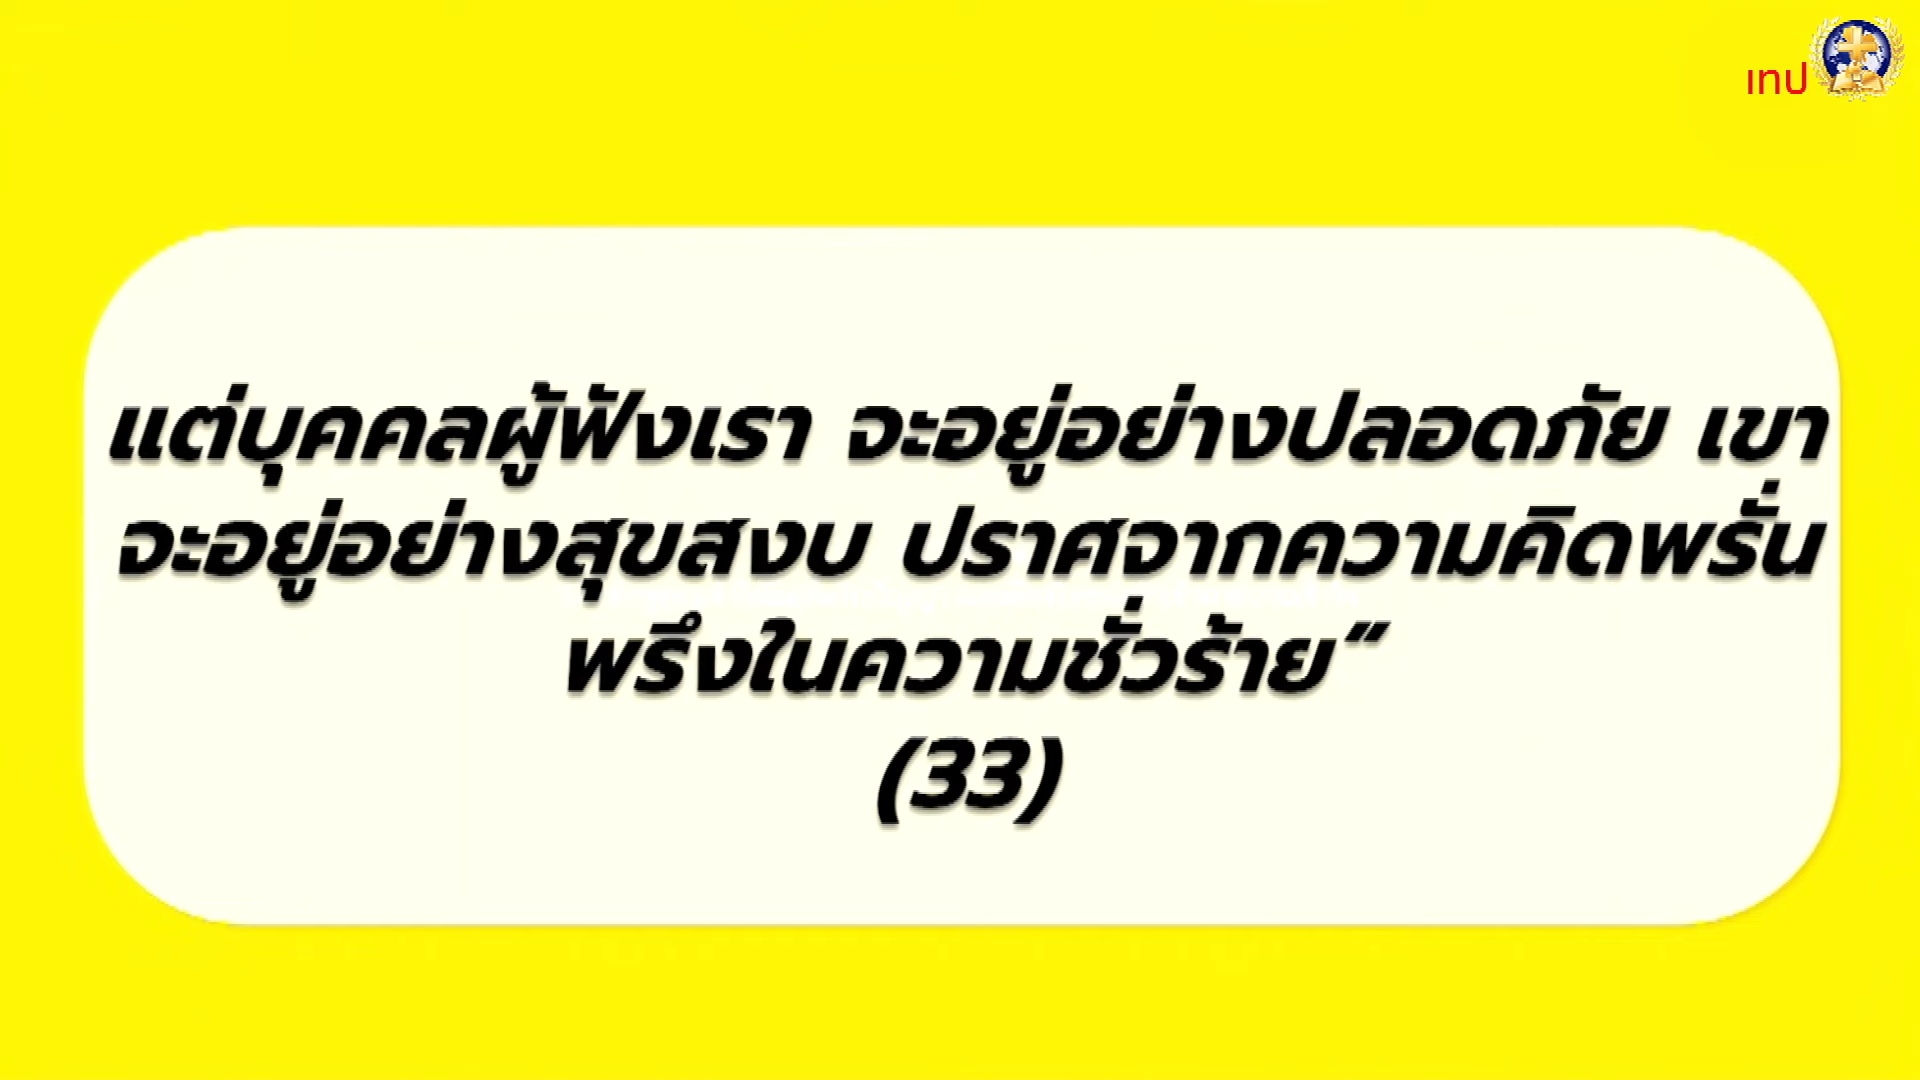 เทป
แต่บุคคลผู้ฟังเรา จะอยู่อย่างปลอดภัย เขา
จะอยู่อย่างสุขสงบ ปราศจากความคิดพรั่น
พรึงในความชั่วร้าย“
(33)